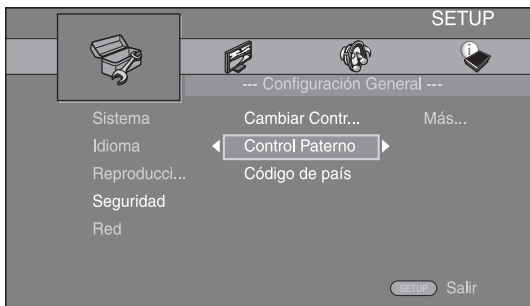 SETUP
--- Configuración General ---
Sistema Cambiar Contr... Más...
Idioma Control Paterno
Reproducci... Código de país
Seguridad
Red
SETUP Salir